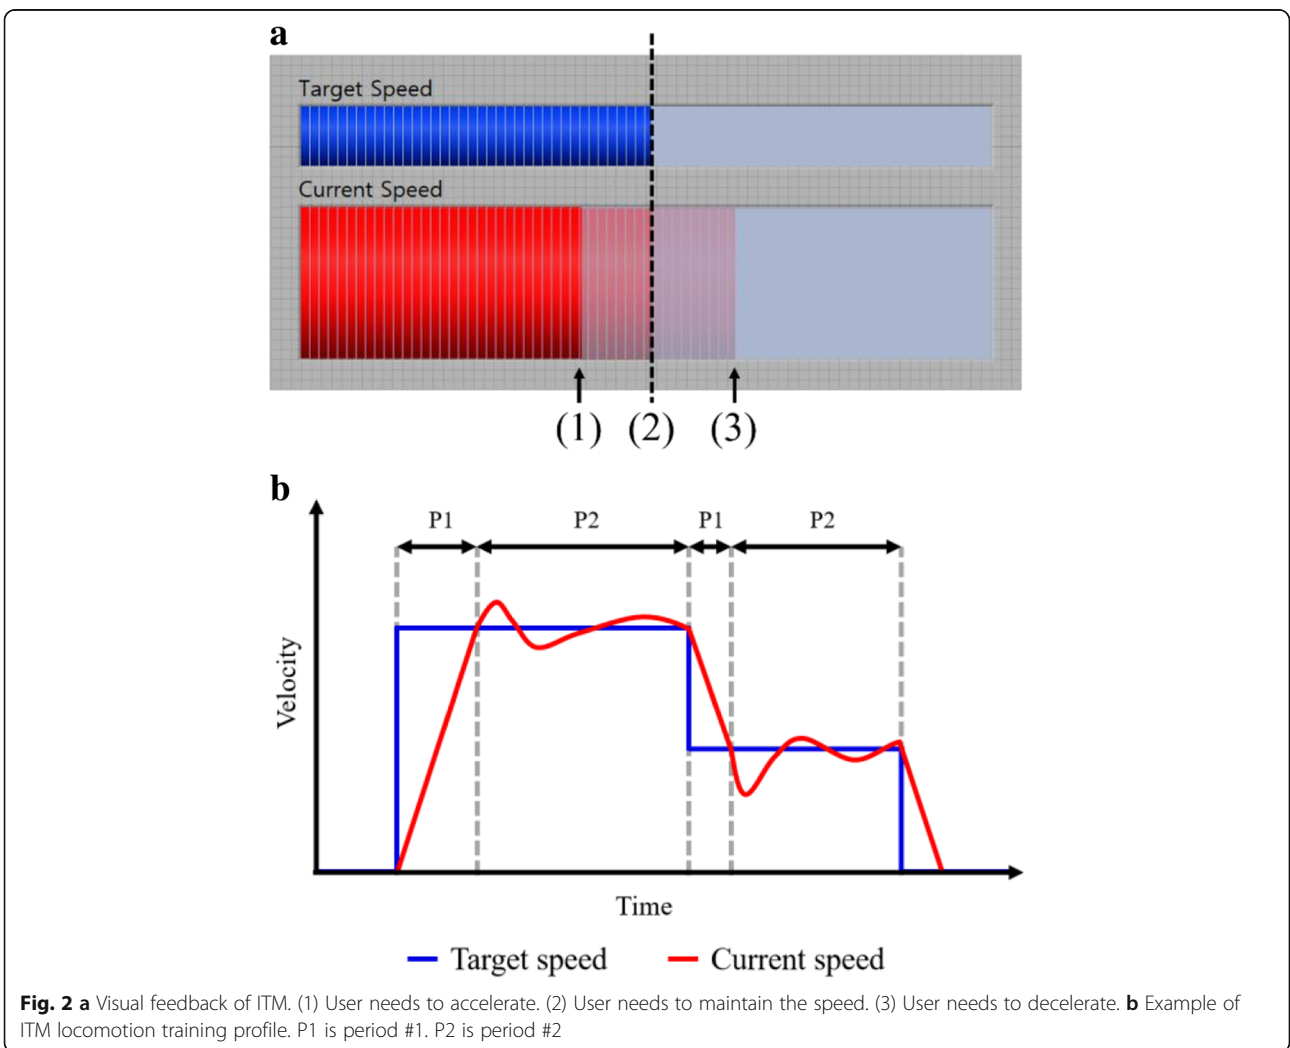 a
Target Speed
Current Speed
(1) (2) (3)
b
P1 P2 P1 P2
Velocity
Time
Target speed Current speed
Fig. 2 a Visual feedback of ITM. (1) User needs to accelerate. (2) User needs to maintain the speed. (3) User needs to decelerate. b Example of
ITM locomotion training profile. P1 is period #1. P2 is period #2